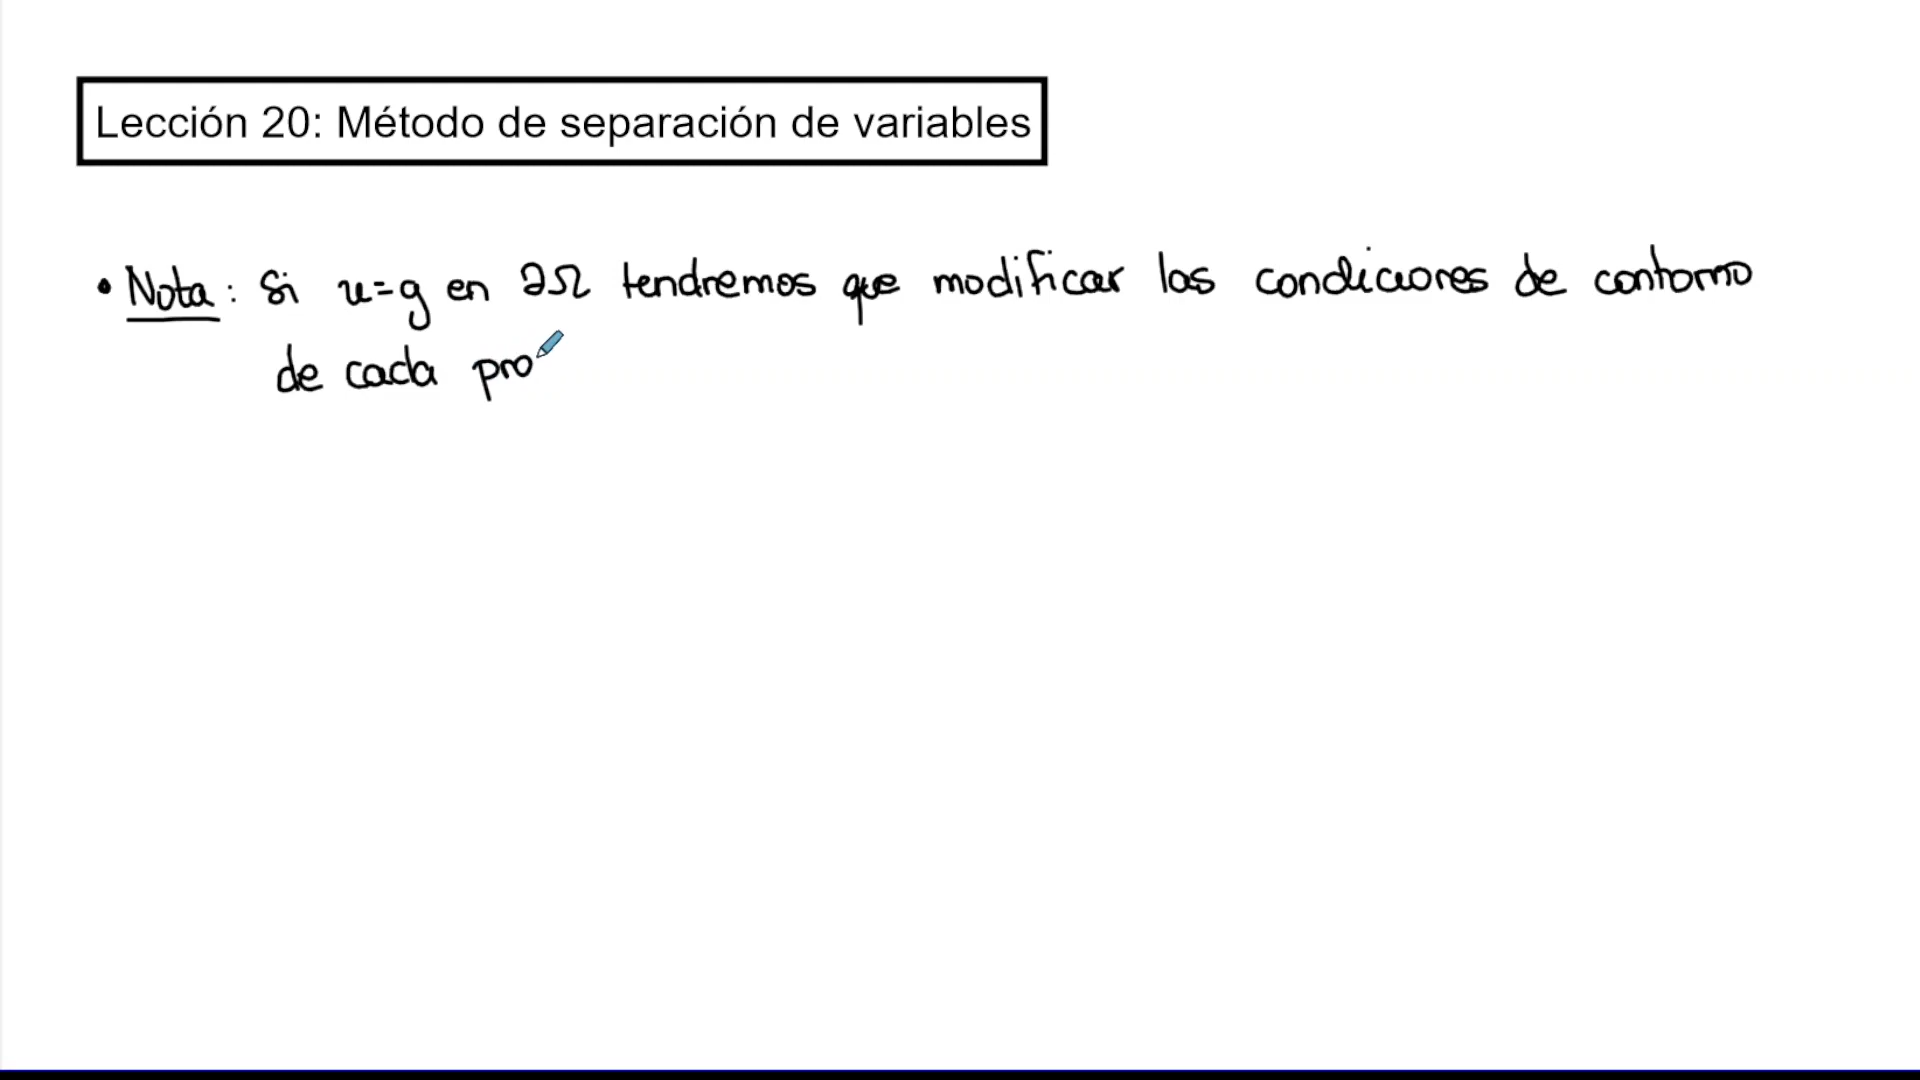 Lección 20: Método de separación de variables
• Nota: Si u=g en ∂Ω tendremos que modificar las condiciones de contorno
de cada pro